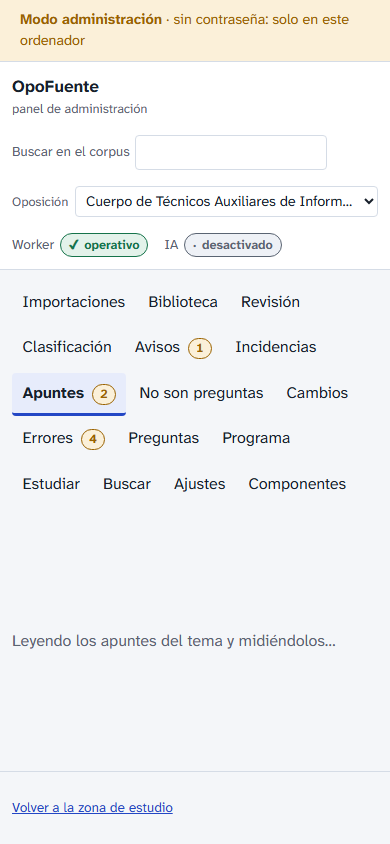 Modo administración · sin contraseña: solo en este
ordenador
OpoFuente
panel de administración
Buscar en el corpus
Oposición Cuerpo de Técnicos Auxiliares de Inform...
Worker ✓ operativo IA · desactivado
Importaciones Biblioteca Revisión
Clasificación Avisos 1 Incidencias
Apuntes 2 No son preguntas Cambios
Errores 4 Preguntas Programa
Estudiar Buscar Ajustes Componentes
Leyendo los apuntes del tema y midiéndolos...
Volver a la zona de estudio